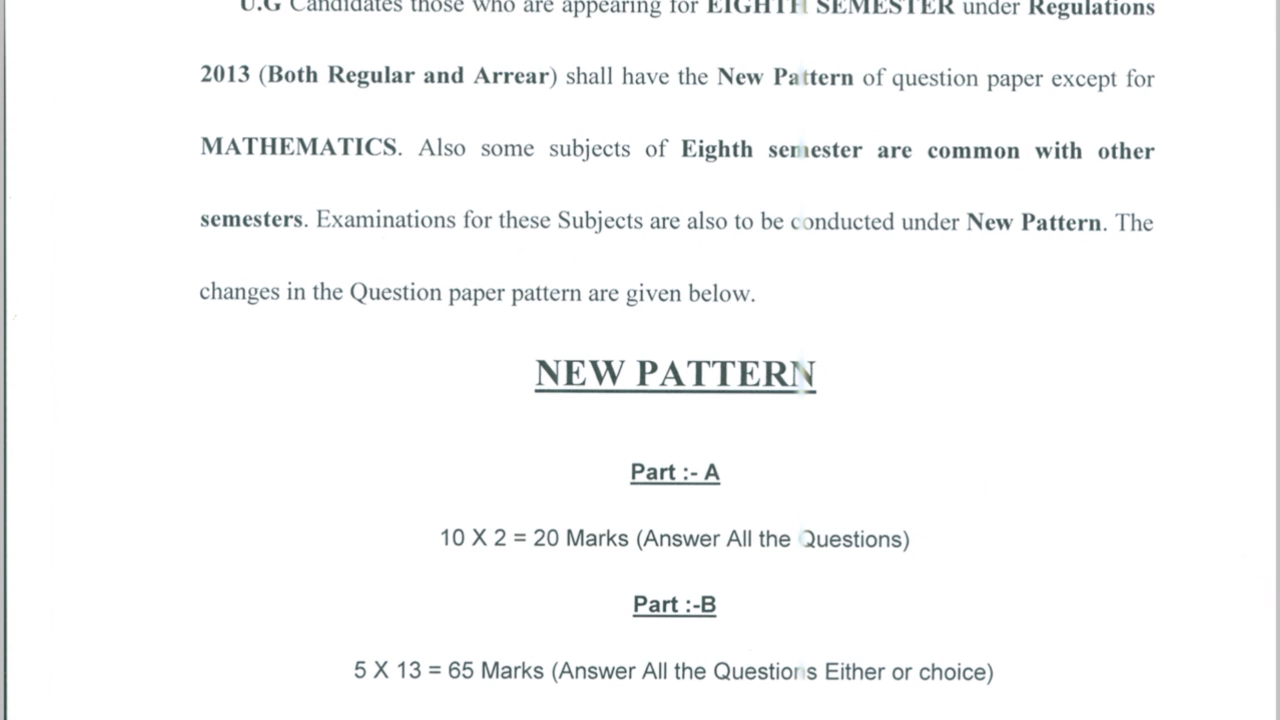 U.G Candidates those who are appearing for EIGHTH SEMESTER under Regulations
2013 (Both Regular and Arrear) shall have the New Pattern of question paper except for
MATHEMATICS. Also some subjects of Eighth semester are common with other
semesters. Examinations for these Subjects are also to be conducted under New Pattern. The
changes in the Question paper pattern are given below.
NEW PATTERN
Part :- A
10 X 2 = 20 Marks (Answer All the Questions)
Part :-B
5 X 13 = 65 Marks (Answer All the Questions Either or choice)